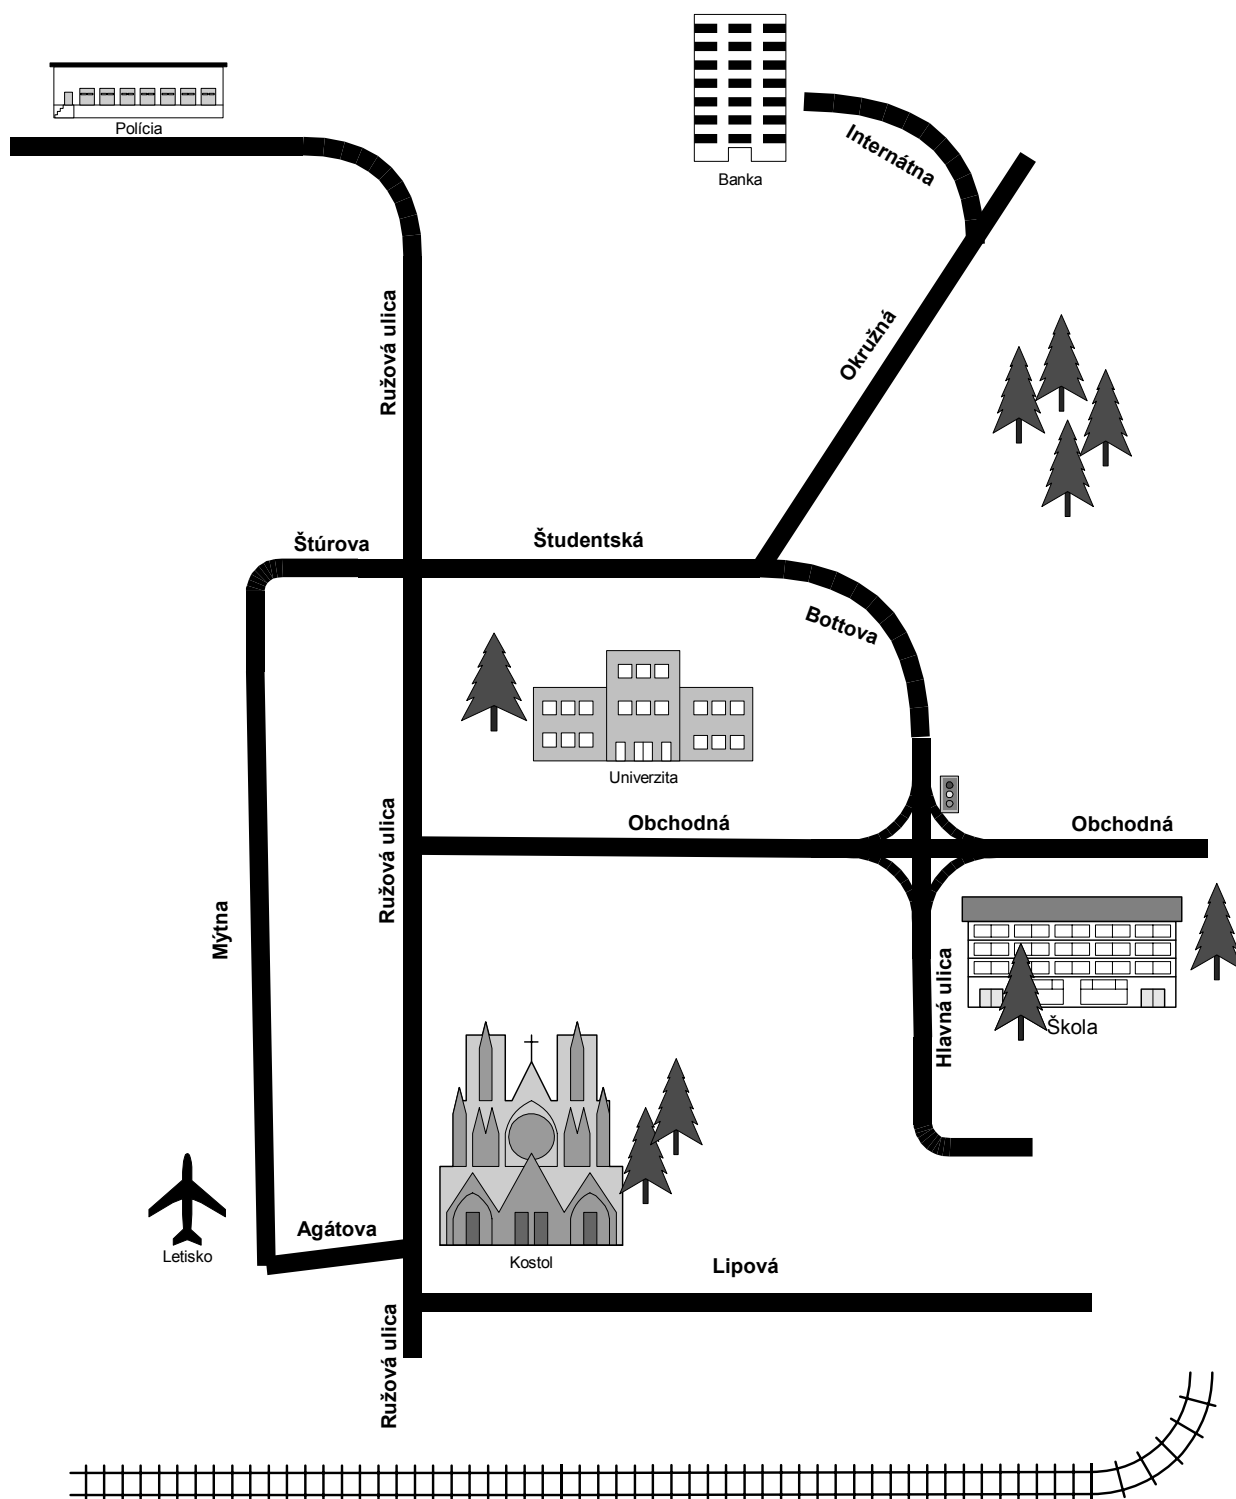 Polícia
Banka
Internátna
Ružová ulica
Okružná
Štúrova
Študentská
Bottova
Univerzita
Obchodná
Obchodná
Ružová ulica
Mýtna
Hlavná ulica
Škola
Agátova
Letisko
Kostol
Lipová
Ružová ulica